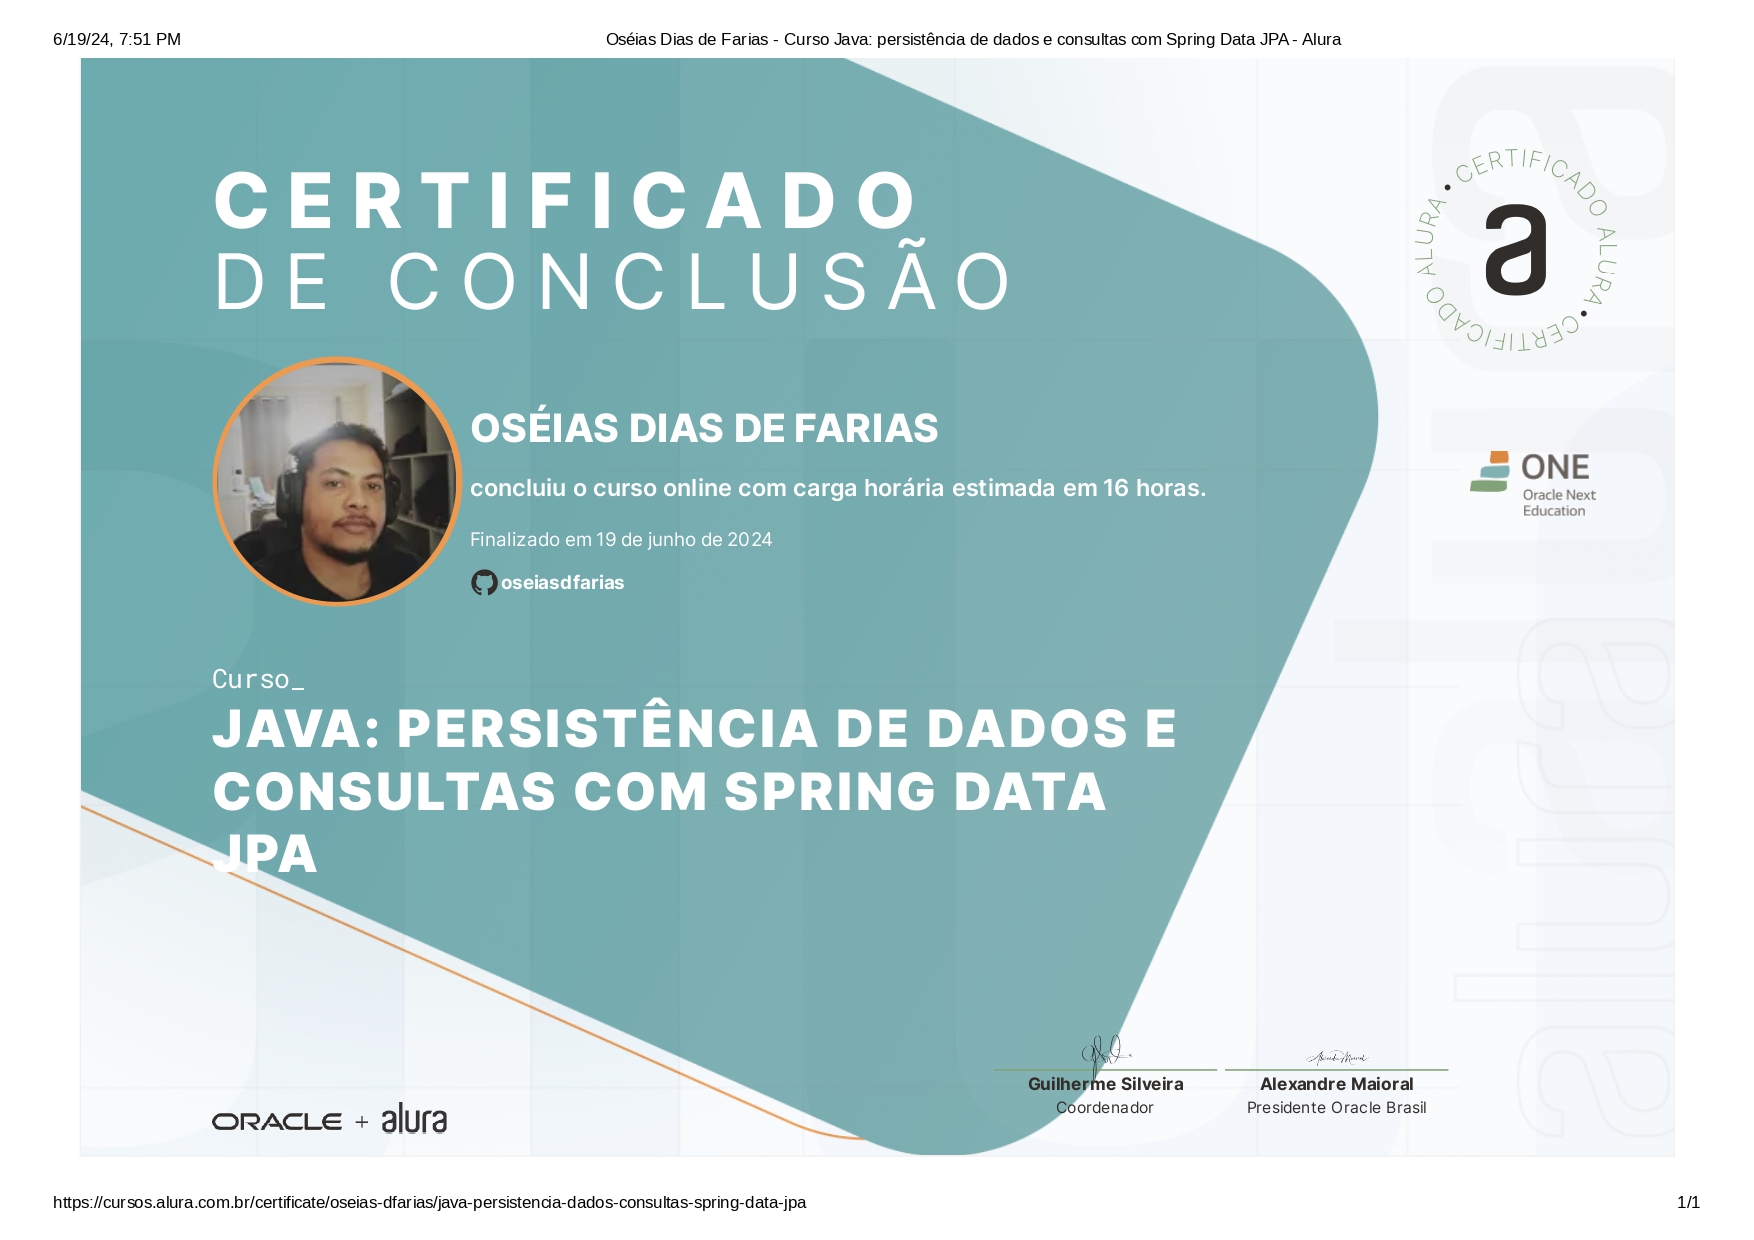 6/19/24, 7:51 PM
Oséias Dias de Farias - Curso Java: persistência de dados e consultas com Spring Data JPA - Alura
CERTIFICADO
DE CONCLUSÃO
• CERTIFICADO ALURA • CERTIFICADO ALURA
a
OSÉIAS DIAS DE FARIAS
concluiu o curso online com carga horária estimada em 16 horas.
Finalizado em 19 de junho de 2024
oseiasdfarias
ONE
Oracle Next
Education
Curso_
JAVA: PERSISTÊNCIA DE DADOS E
CONSULTAS COM SPRING DATA
JPA
alura
alura
Guilherme Silveira
Coordenador
Alexandre Maioral
Presidente Oracle Brasil
ORACLE + alura
https://cursos.alura.com.br/certificate/oseias-dfarias/java-persistencia-dados-consultas-spring-data-jpa
1/1